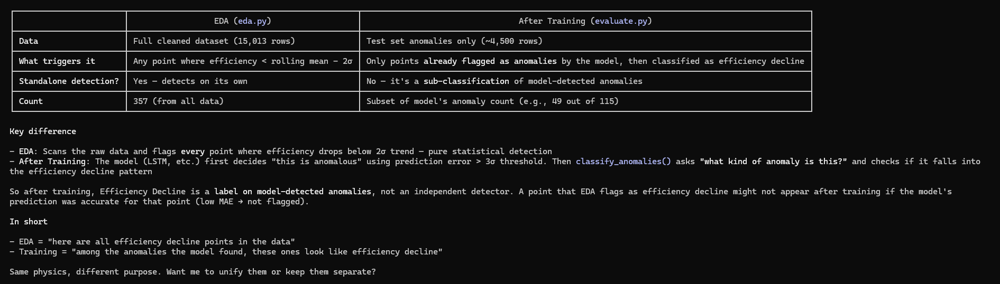 EDA (eda.py) After Training (evaluate.py)
Data Full cleaned dataset (15,013 rows) Test set anomalies only (~4,500 rows)
What triggers it Any point where efficiency < rolling mean − 2σ Only points already flagged as anomalies by the model, then classified as efficiency decline
Standalone detection? Yes — detects on its own No — it's a sub-classification of model-detected anomalies
Count 357 (from all data) Subset of model's anomaly count (e.g., 49 out of 115)
Key difference
- EDA: Scans the raw data and flags every point where efficiency drops below 2σ trend — pure statistical detection
- After Training: The model (LSTM, etc.) first decides "this is anomalous" using prediction error > 3σ threshold. Then classify_anomalies() asks "what kind of anomaly is this?" and checks if it falls into
the efficiency decline pattern
So after training, Efficiency Decline is a label on model-detected anomalies, not an independent detector. A point that EDA flags as efficiency decline might not appear after training if the model's
prediction was accurate for that point (low MAE → not flagged).
In short
- EDA = "here are all efficiency decline points in the data"
- Training = "among the anomalies the model found, these ones look like efficiency decline"
Same physics, different purpose. Want me to unify them or keep them separate?